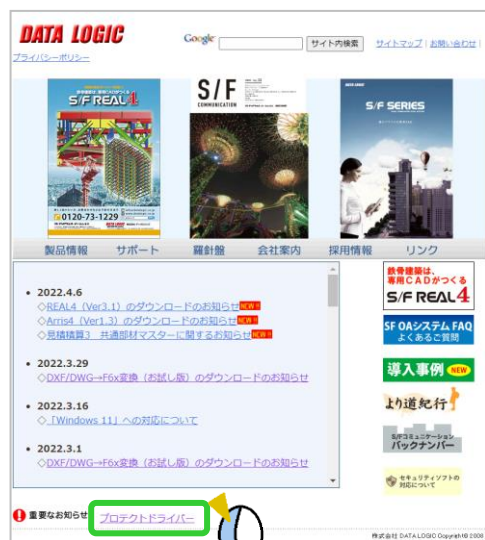 DATA LOGIC
Google サイト内検索 サイトマップ | お問い合わせ |
プライバシーポリシー
S/F REAL4
0120-73-1229
S/F
COMMUNICATION
DATA LOGIC
S/F SERIES
製品情報 サポート 羅針盤 会社案内 採用情報 リンク
• 2022.4.6
◇REAL4（Ver3.1）のダウンロードのお知らせNEW!!
◇Arris4（Ver1.3）のダウンロードのお知らせNEW!!
◇見積積算3 共通部材マスターに関するお知らせNEW!!
• 2022.3.29
◇DXF/DWG→F6x変換（お試し版）のダウンロードのお知らせ
• 2022.3.16
◇「Windows 11」への対応について
• 2022.3.1
◇DXF/DWG→F6x変換（お試し版）のダウンロードのお知らせ
鉄骨建築は、
専用CADがつくる
S/F REAL4
SF OAシステム FAQ
よくあるご質問
導入事例 NEW
より道紀行
S/Fコミュニケーション
バックナンバー
セキュリティソフトの
対応について
重要なお知らせ プロテクトドライバー
株式会社 DATA LOGIC Copyright© 2008